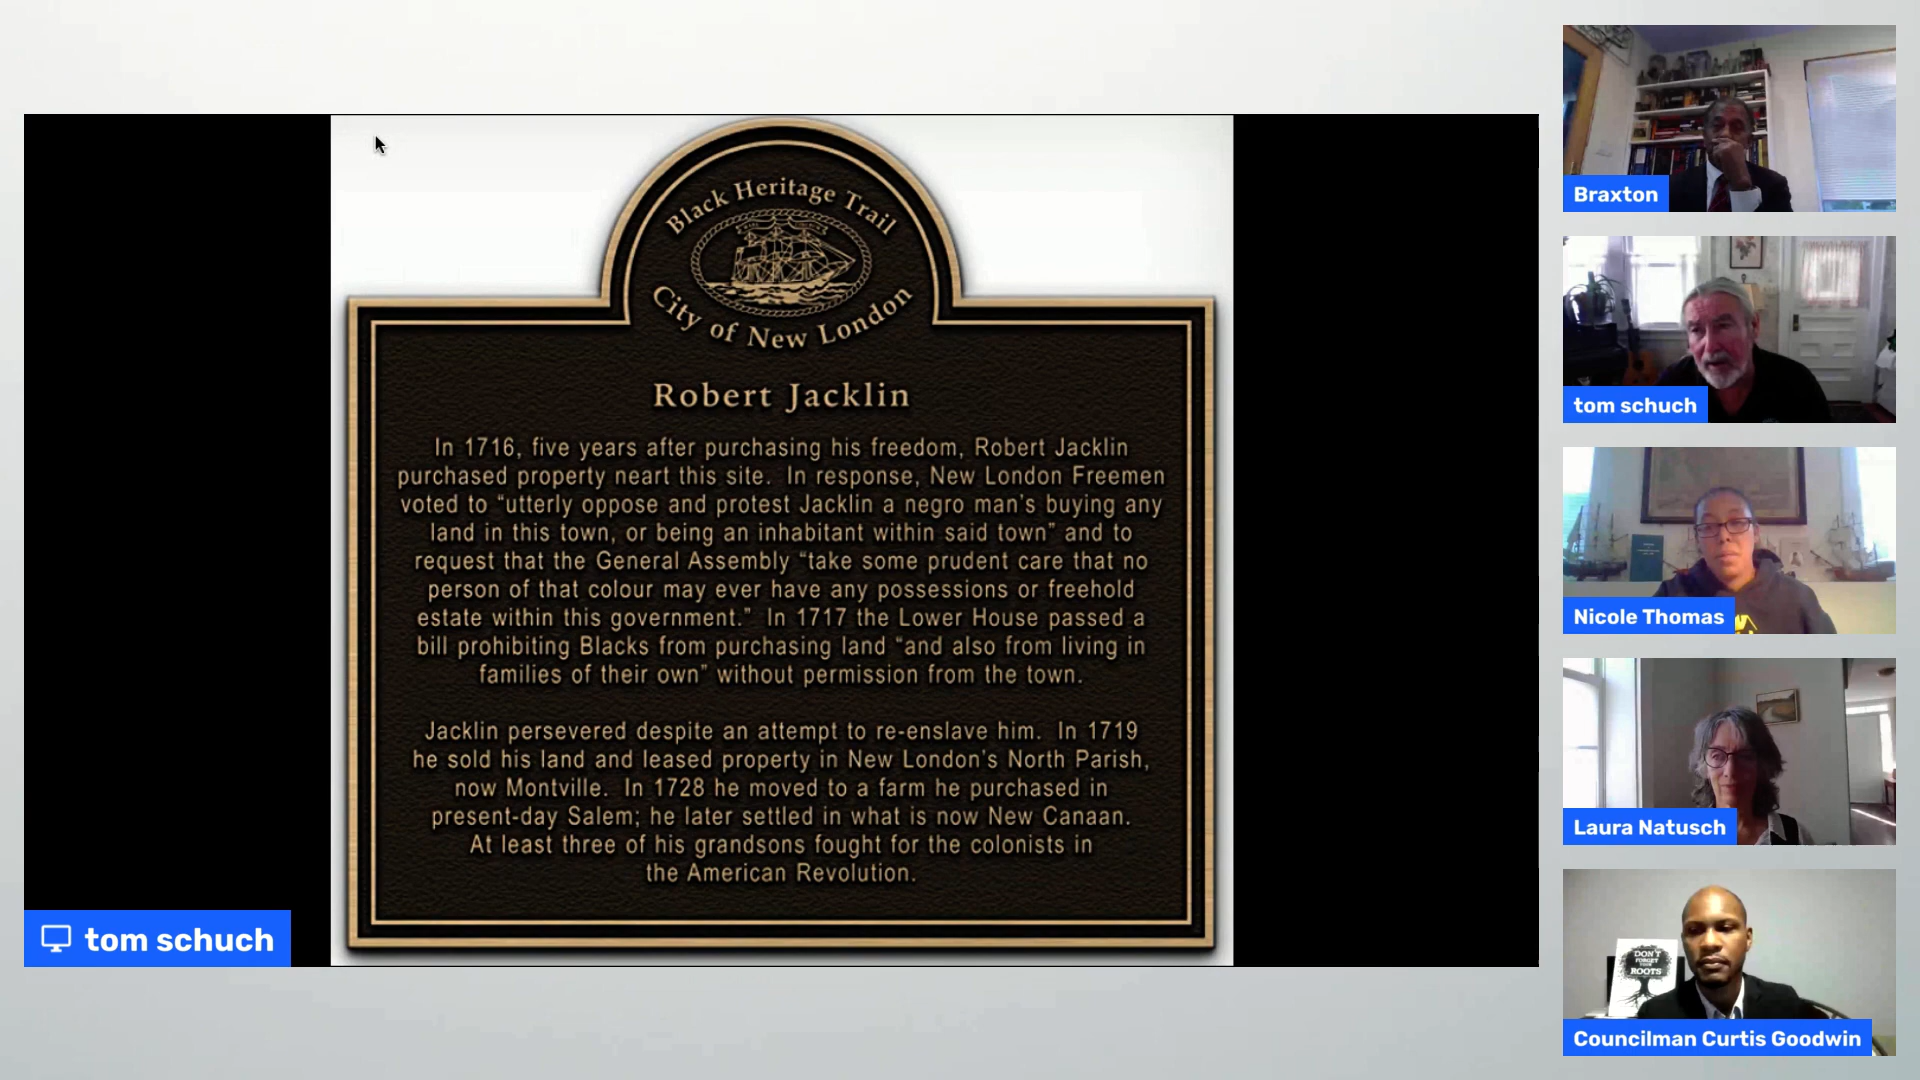 Black Heritage Trail
City of New London
Robert Jacklin
In 1716, five years after purchasing his freedom, Robert Jacklin
purchased property neart this site. In response, New London Freemen
voted to “utterly oppose and protest Jacklin a negro man’s buying any
land in this town, or being an inhabitant within said town” and to
request that the General Assembly “take some prudent care that no
person of that colour may ever have any possessions or freehold
estate within this government.” In 1717 the Lower House passed a
bill prohibiting Blacks from purchasing land “and also from living in
families of their own” without permission from the town.
Jacklin persevered despite an attempt to re-enslave him. In 1719
he sold his land and leased property in New London’s North Parish,
now Montville. In 1728 he moved to a farm he purchased in
present-day Salem; he later settled in what is now New Canaan.
At least three of his grandsons fought for the colonists in
the American Revolution.
tom schuch
Braxton
tom schuch
Nicole Thomas
Laura Natusch
DON'T
FORGET
YOUR
ROOTS
Councilman Curtis Goodwin